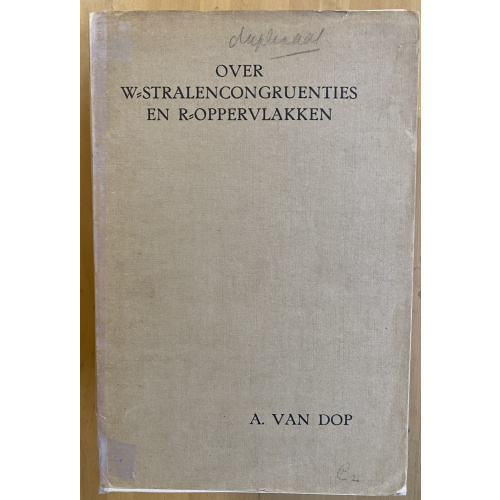 duplicaat
OVER
W=STRALENCONGRUENTIES
EN R=OPPERVLAKKEN
A. VAN DOP